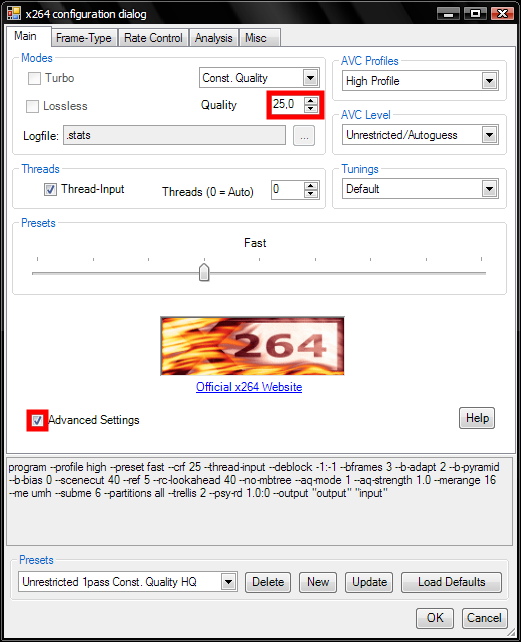 x264 configuration dialog
Main Frame-Type Rate Control Analysis Misc
Modes
Turbo Const. Quality
Lossless Quality 25,0
Logfile: .stats ...
AVC Profiles
High Profile
AVC Level
Unrestricted/Autoguess
Threads
Thread-Input Threads (0 = Auto) 0
Tunings
Default
Presets
Fast
264
Official x264 Website
Advanced Settings Help
program --profile high --preset fast --crf 25 --thread-input --deblock -1:-1 --bframes 3 --b-adapt 2 --b-pyramid
--b-bias 0 --scenecut 40 --ref 5 --rc-lookahead 40 --no-mbtree --aq-mode 1 --aq-strength 1.0 --merange 16
--me umh --subme 6 --partitions all --trellis 2 --psy-rd 1.0:0 --output "output" "input"
Presets
Unrestricted 1pass Const. Quality HQ Delete New Update Load Defaults
OK Cancel